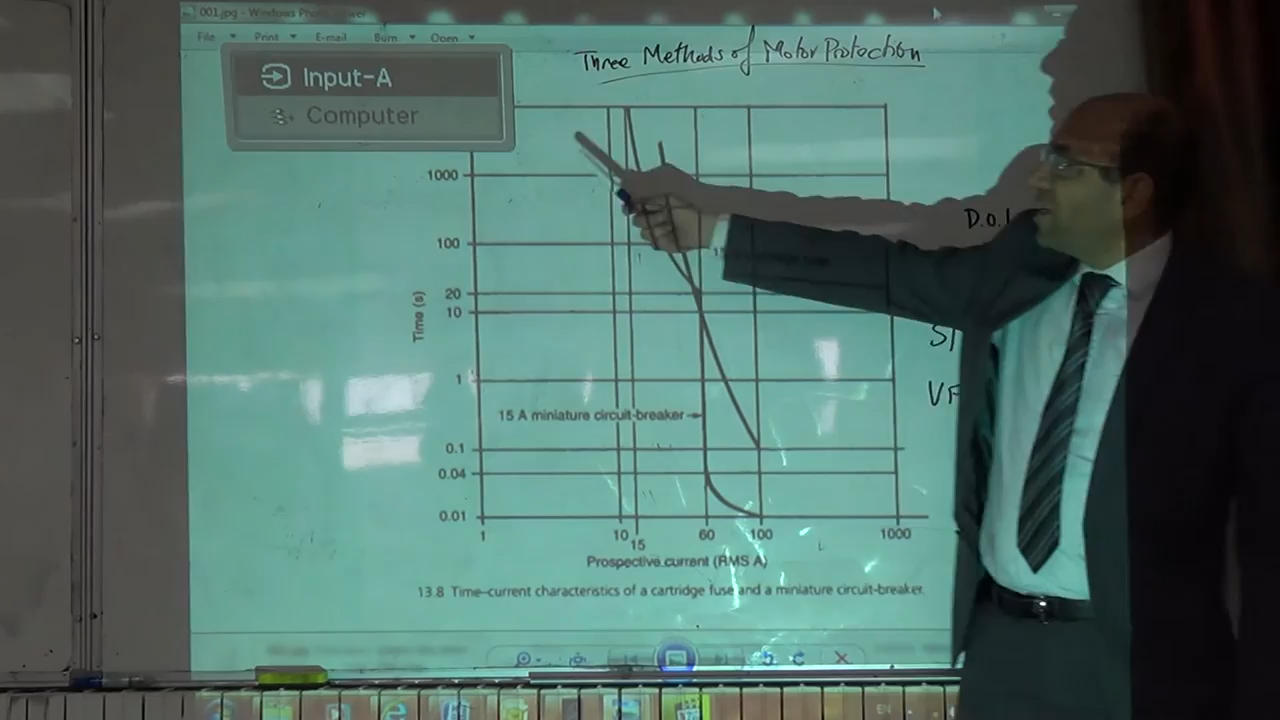 001.jpg - Windows Photo Viewer
File Print E-mail Burn Open
Input-A
Computer
Three Methods of Motor Protection
1000
100
20
10
1
0.1
0.04
0.01
Time (s)
15 A miniature circuit-breaker
1 10 15 60 100 1000
Prospective current (RMS A)
13.8 Time–current characteristics of a cartridge fuse and a miniature circuit-breaker.
D.O.L
EN